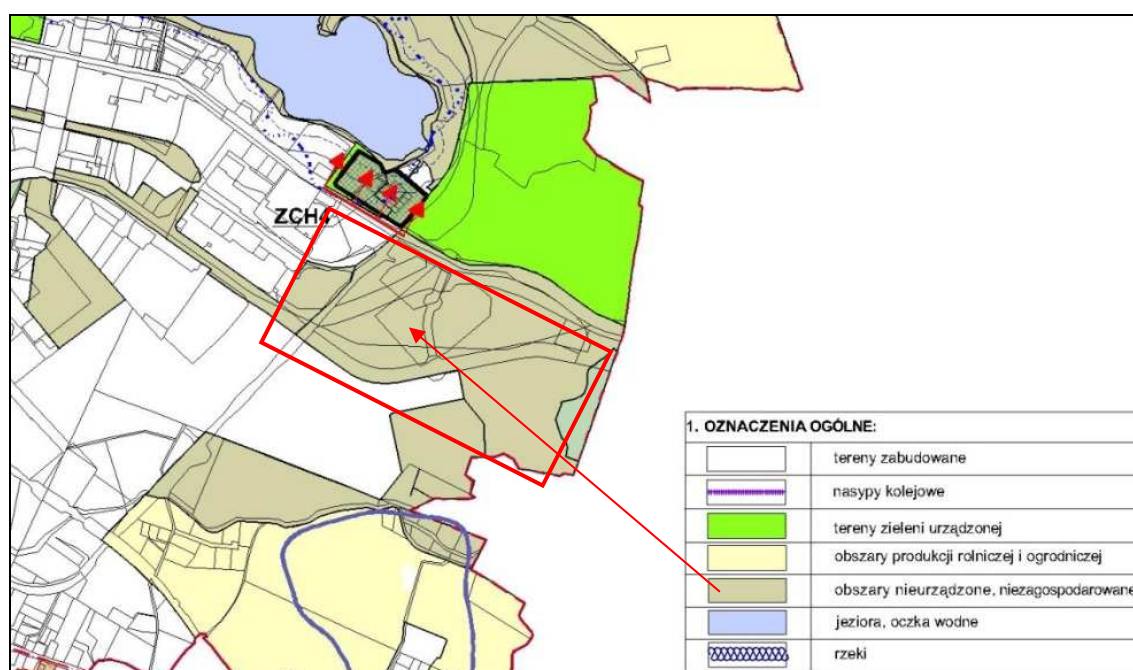 ZCH4
1. OZNACZENIA OGÓLNE:
tereny zabudowane
nasypy kolejowe
tereny zieleni urządzonej
obszary produkcji rolniczej i ogrodniczej
obszary nieurządzone, niezagospodarowane
jeziora, oczka wodne
rzeki